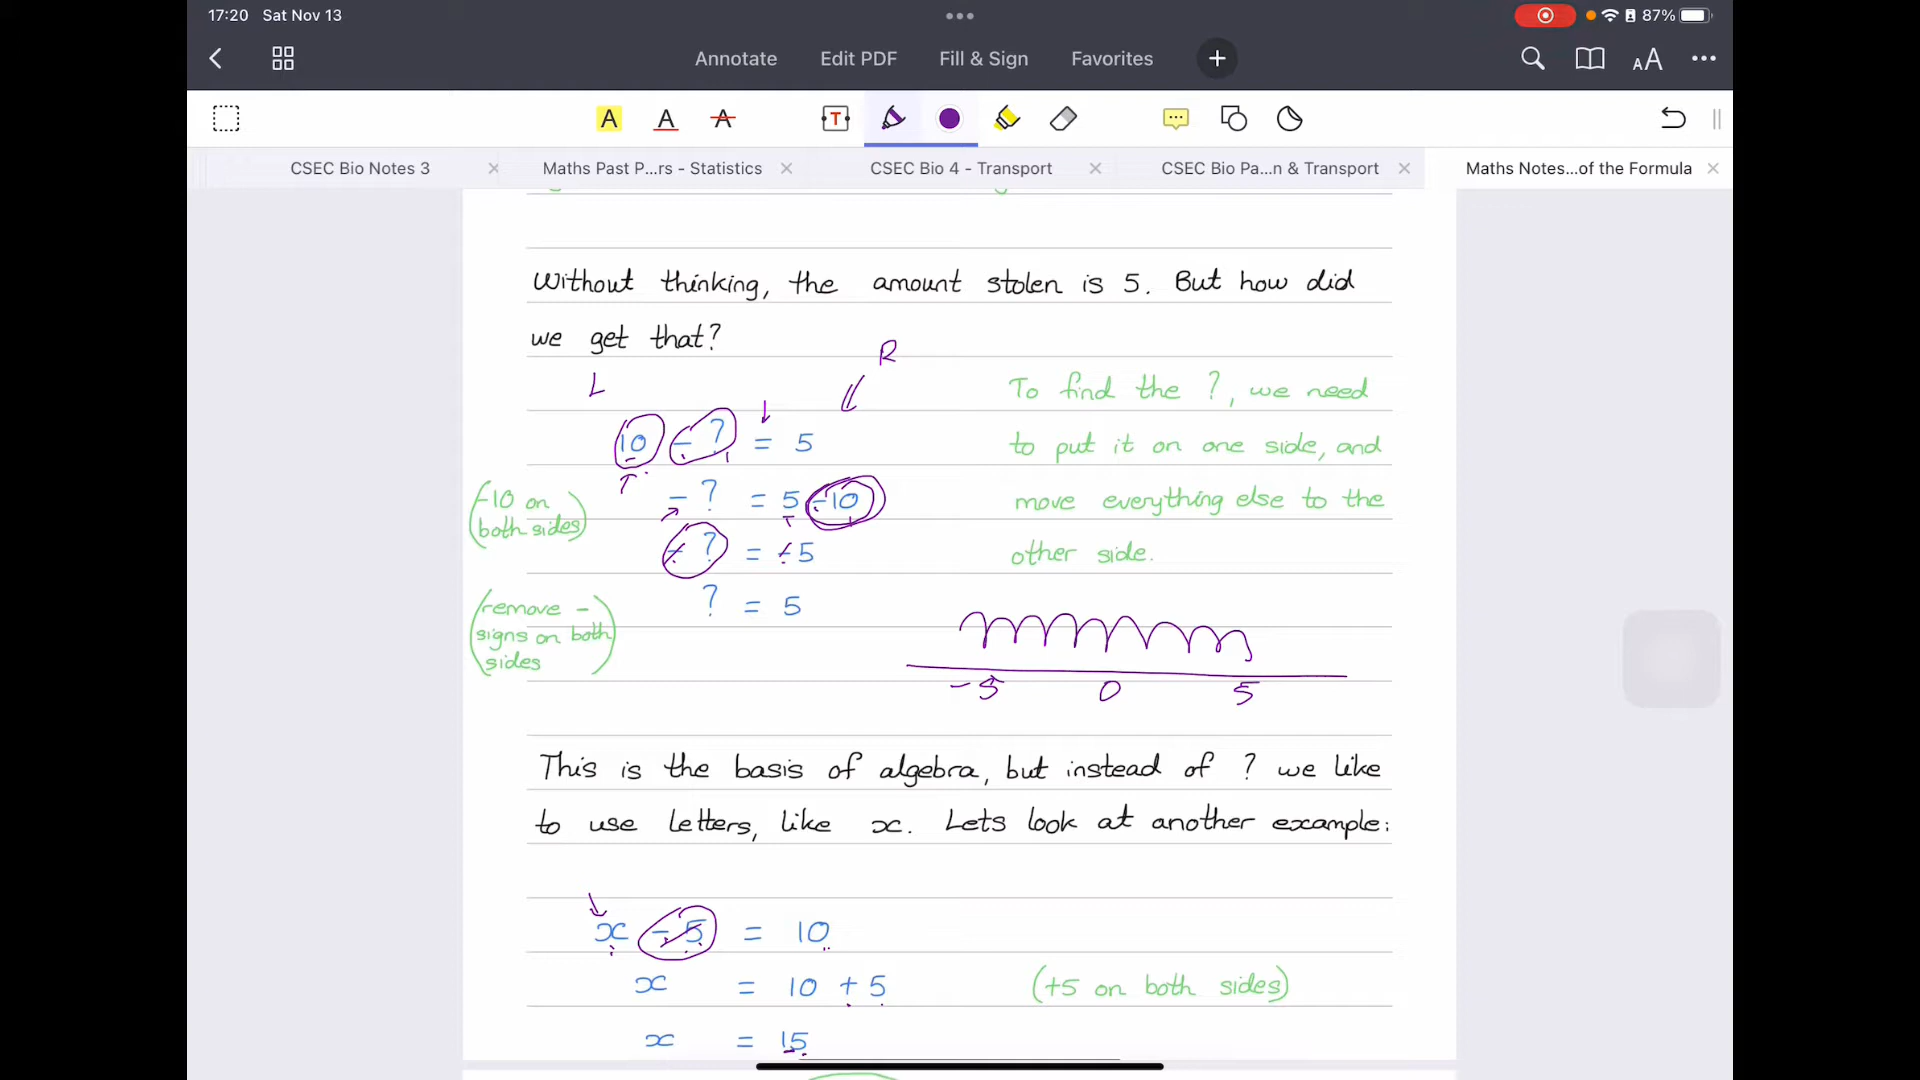 17:20 Sat Nov 13
87%
Annotate Edit PDF Fill & Sign Favorites
A A A T AA
CSEC Bio Notes 3
Maths Past P...rs - Statistics
CSEC Bio 4 - Transport
CSEC Bio Pa...n & Transport
Maths Notes...of the Formula
Without thinking, the amount stolen is 5. But how did
we get that?
L
R
10 - ? = 5
- ? = 5 -10
- ? = -5
? = 5
(-10 on
both sides)
(remove -
signs on both
sides)
To find the ?, we need
to put it on one side, and
move everything else to the
other side.
-5 0 5
This is the basis of algebra, but instead of ? we like
to use letters, like x. Lets look at another example:
x - 5 = 10
x = 10 + 5 (+5 on both sides)
x = 15